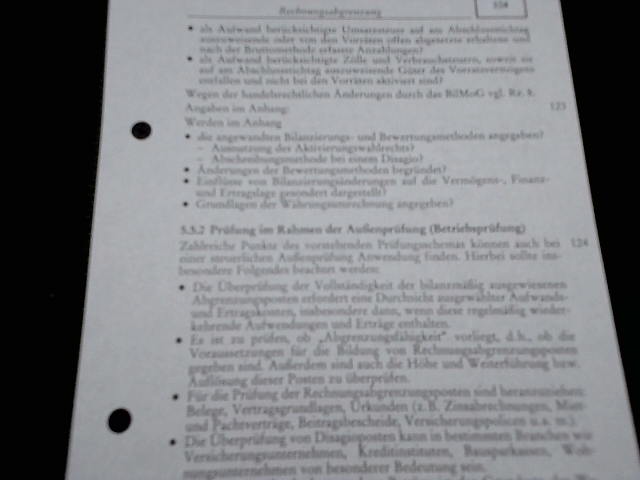 Rechnungsabgrenzung
• als Aufwand berücksichtigte Umsatzsteuer auf am Abschlussstichtag
auszuweisende oder von den Vorräten offen abgesetzte erhaltene und
nach der Bruttomethode erfasste Anzahlungen?
• als Aufwand berücksichtigte Zölle und Verbrauchsteuern, soweit sie
auf am Abschlussstichtag auszuweisende Güter des Vorratsvermögens
entfallen und nicht bei den Vorräten aktiviert sind?
Wegen der handelsrechtlichen Änderungen durch das BilMoG vgl. Rz. 8.
Angaben im Anhang: 123
Werden im Anhang
• die angewandten Bilanzierungs- und Bewertungsmethoden angegeben?
– Ausnutzung des Aktivierungswahlrechts?
– Abschreibungsmethode bei einem Disagio?
• Änderungen der Bewertungsmethoden begründet?
• Einflüsse von Bilanzierungsänderungen auf die Vermögens-, Finanz-
und Ertragslage gesondert dargestellt?
• Grundlagen der Währungsumrechnung angegeben?
5.3.2 Prüfung im Rahmen der Außenprüfung (Betriebsprüfung)
Zahlreiche Punkte des vorstehenden Prüfungsschemas können auch bei 124
einer steuerlichen Außenprüfung Anwendung finden. Hierbei sollte ins-
besondere Folgendes beachtet werden:
• Die Überprüfung der Vollständigkeit der bilanzmäßig ausgewiesenen
Abgrenzungsposten erfordert eine Durchsicht ausgewählter Aufwands-
und Ertragskonten, insbesondere dann, wenn diese regelmäßig wieder-
kehrende Aufwendungen und Erträge enthalten.
• Es ist zu prüfen, ob „Abgrenzungsfähigkeit“ vorliegt, d.h., ob die
Voraussetzungen für die Bildung von Rechnungsabgrenzungsposten
gegeben sind. Außerdem sind auch die Höhe und Weiterführung bzw.
Auflösung dieser Posten zu überprüfen.
• Für die Prüfung der Rechnungsabgrenzungsposten sind heranzuziehen:
Belege, Vertragsgrundlagen, Urkunden (z.B. Zinsabrechnungen, Miet-
und Pachtverträge, Beitragsbescheide, Versicherungspolicen u.a.m.).
• Die Überprüfung von Disagioposten kann in bestimmten Branchen wie
Versicherungsunternehmen, Kreditinstituten, Bausparkassen, Woh-
nungsunternehmen von besonderer Bedeutung sein.